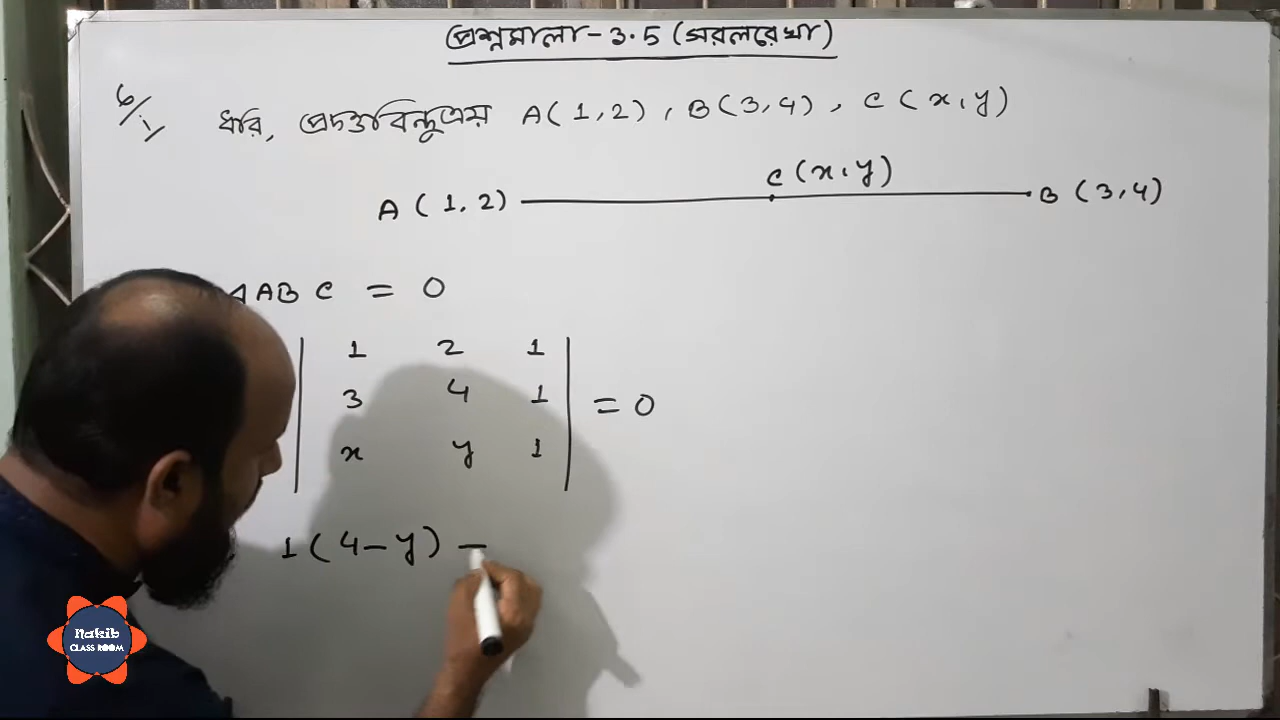 প্রশ্নমালা - 3.5 (সরলরেখা)
6/i/ ধরি, প্রদত্ত বিন্দুত্রয় A(1,2), B(3,4), C(x,y)
C(x,y)
A(1,2) B(3,4)
ABC = 0
1 2 1
3 4 1 = 0
x y 1
1(4-y) -
Nakib
CLASS ROOM